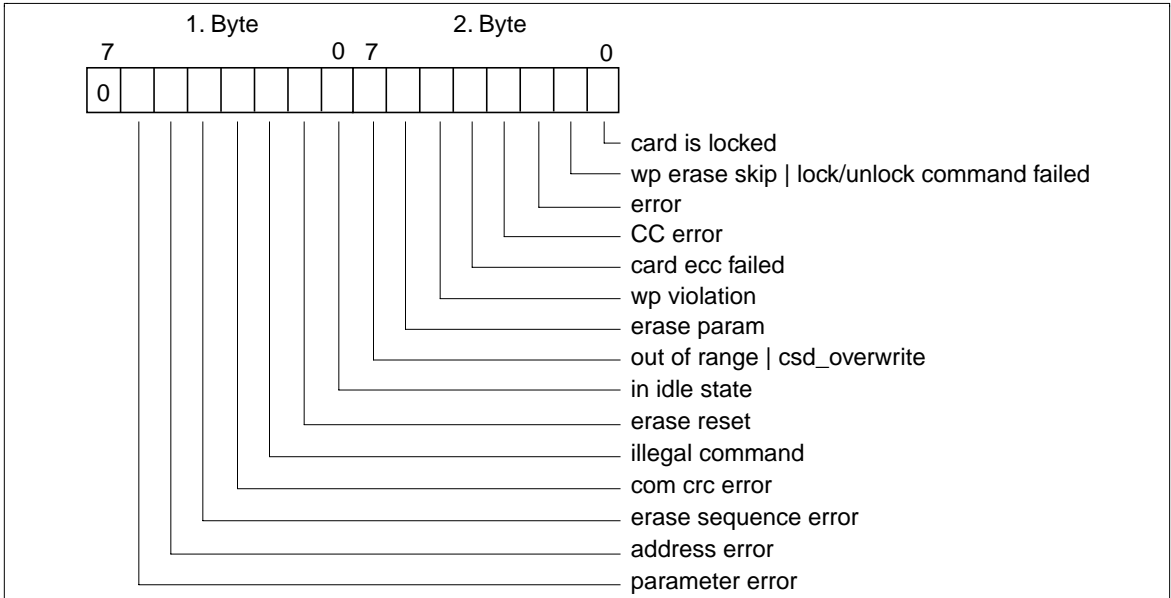 1. Byte 2. Byte
7 0 7 0
0
card is locked
wp erase skip | lock/unlock command failed
error
CC error
card ecc failed
wp violation
erase param
out of range | csd_overwrite
in idle state
erase reset
illegal command
com crc error
erase sequence error
address error
parameter error